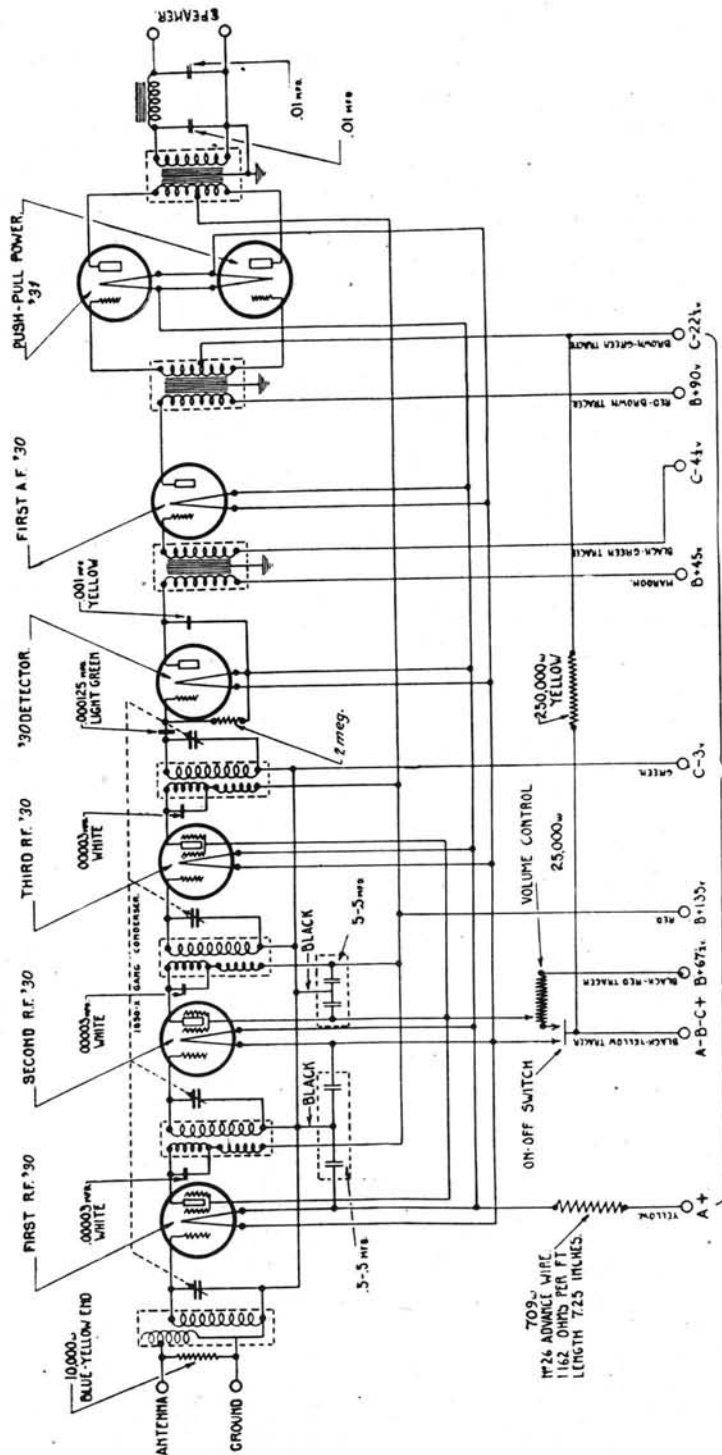 SPEAKER.
.01 MFD.
.01 MFD.
PUSH-PULL POWER
'31
FIRST A.F. '30
.001 MFD
YELLOW
'30 DETECTOR
.000125 MFD.
LIGHT GREEN
2 meg.
THIRD R.F. '30
.00003 MFD.
WHITE
SECOND R.F. '30
.00003 MFD.
WHITE
GANG CONDENSER.
FIRST R.F. '30
.00003 MFD.
WHITE
10,000ω
BLUE-YELLOW END
ANTENNA
GROUND
BLACK
.5-.5 MFD.
BLACK
.5-.5 MFD.
VOLUME CONTROL
25,000ω
250,000ω
YELLOW
ON-OFF SWITCH
.709ω
Nº26 ADVANCE WIRE.
1.162 OHMS PER FT
LENGTH 7.25 INCHES.
YELLOW.
A+
BLACK-YELLOW TRACER
A-B-C+
BLACK-RED TRACER
B+67½v
RED
B+135v
GREEN
C-3v
MAROON.
B+45v
BLACK-GREEN TRACER
C-4½v
RED-BROWN TRACER
B+90v
BROWN-GREEN TRACER
C-22½v